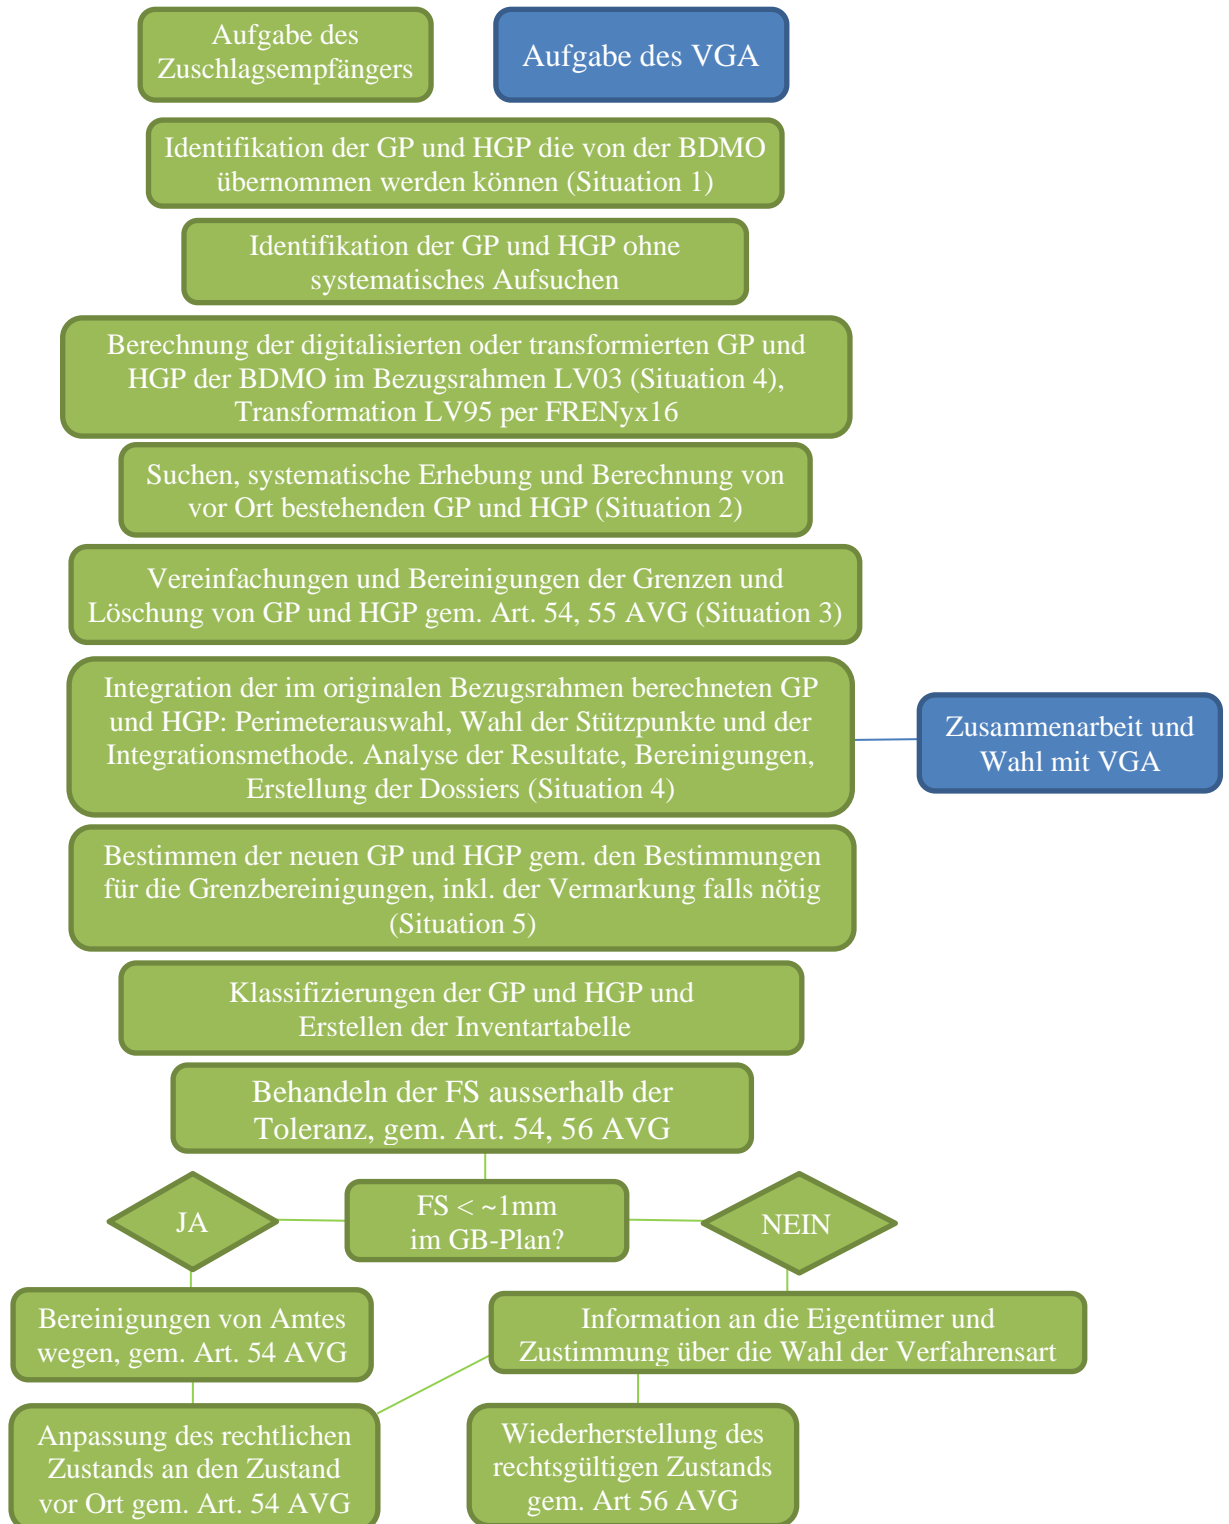 Aufgabe des
Zuschlagsempfängers
Aufgabe des VGA
Identifikation der GP und HGP die von der BDMO
übernommen werden können (Situation 1)
Identifikation der GP und HGP ohne
systematisches Aufsuchen
Berechnung der digitalisierten oder transformierten GP und
HGP der BDMO im Bezugsrahmen LV03 (Situation 4),
Transformation LV95 per FRENyx16
Suchen, systematische Erhebung und Berechnung von
vor Ort bestehenden GP und HGP (Situation 2)
Vereinfachungen und Bereinigungen der Grenzen und
Löschung von GP und HGP gem. Art. 54, 55 AVG (Situation 3)
Integration der im originalen Bezugsrahmen berechneten GP
und HGP: Perimeterauswahl, Wahl der Stützpunkte und der
Integrationsmethode. Analyse der Resultate, Bereinigungen,
Erstellung der Dossiers (Situation 4)
Zusammenarbeit und
Wahl mit VGA
Bestimmen der neuen GP und HGP gem. den Bestimmungen
für die Grenzbereinigungen, inkl. der Vermarkung falls nötig
(Situation 5)
Klassifizierungen der GP und HGP und
Erstellen der Inventartabelle
Behandeln der FS ausserhalb der
Toleranz, gem. Art. 54, 56 AVG
JA
FS < ~1mm
im GB-Plan?
NEIN
Bereinigungen von Amtes
wegen, gem. Art. 54 AVG
Information an die Eigentümer und
Zustimmung über die Wahl der Verfahrensart
Anpassung des rechtlichen
Zustands an den Zustand
vor Ort gem. Art. 54 AVG
Wiederherstellung des
rechtsgültigen Zustands
gem. Art 56 AVG